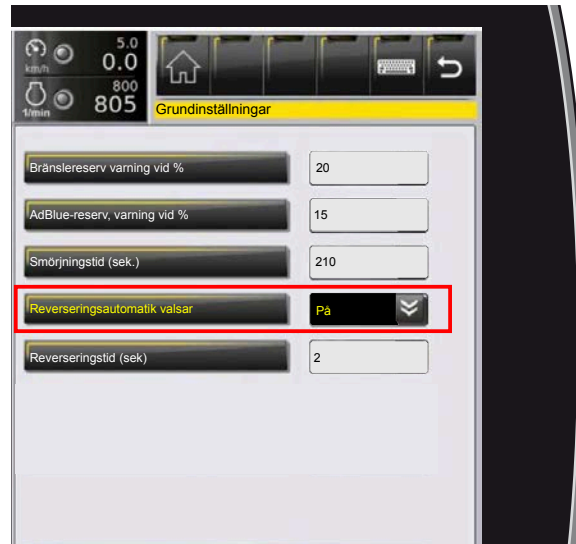 5.0
km/h 0.0
800
1/min 805
Grundinställningar
Bränslereserv varning vid % 20
AdBlue-reserv, varning vid % 15
Smörjningstid (sek.) 210
Reverseringsautomatik valsar På
Reverseringstid (sek) 2